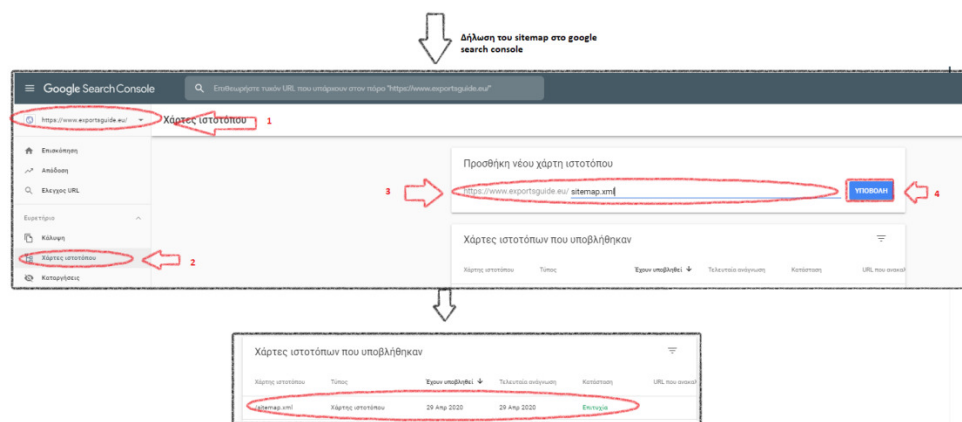 Δήλωση του sitemap στο google
search console
Google Search Console
Επιθεωρήστε τυχόν URL που υπάρχουν στον πόρο "https://www.exportsguide.eu/"
https://www.exportsguide.eu/
Χάρτες ιστοτόπου
1
Επισκόπηση
Απόδοση
Έλεγχος URL
Προσθήκη νέου χάρτη ιστοτόπου
3
https://www.exportsguide.eu/ sitemap.xml
ΥΠΟΒΟΛΗ
4
Ευρετήριο
Κάλυψη
Χάρτες ιστοτόπου
2
Καταργήσεις
Χάρτες ιστοτόπων που υποβλήθηκαν
Χάρτης ιστοτόπου Τύπος Έχουν υποβληθεί Τελευταία ανάγνωση Κατάσταση URL που ανακαλ
Χάρτες ιστοτόπων που υποβλήθηκαν
Χάρτης ιστοτόπου Τύπος Έχουν υποβληθεί Τελευταία ανάγνωση Κατάσταση URL που ανακαλ
/sitemap.xml Χάρτης ιστοτόπου 29 Απρ 2020 29 Απρ 2020 Επιτυχία